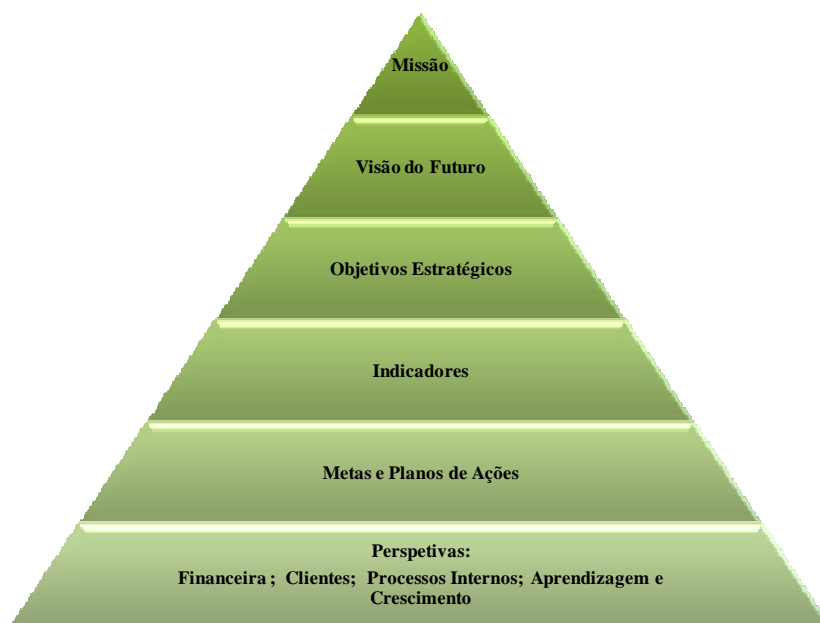 Missão
Visão do Futuro
Objetivos Estratégicos
Indicadores
Metas e Planos de Ações
Perspetivas:
Financeira ; Clientes; Processos Internos; Aprendizagem e
Crescimento